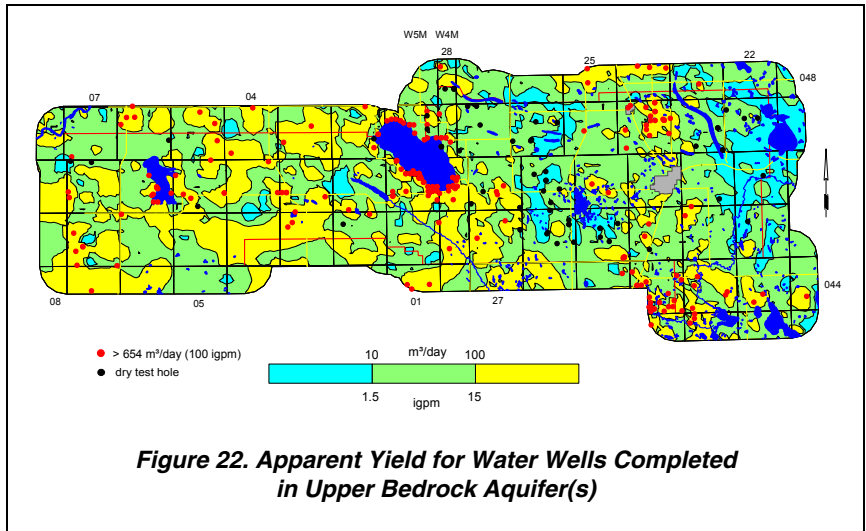 W5M W4M
28
25
22
048
07
04
044
08
05
01
27
> 654 m³/day (100 igpm)
dry test hole
10 m³/day 100
1.5 igpm 15
Figure 22. Apparent Yield for Water Wells Completed
in Upper Bedrock Aquifer(s)